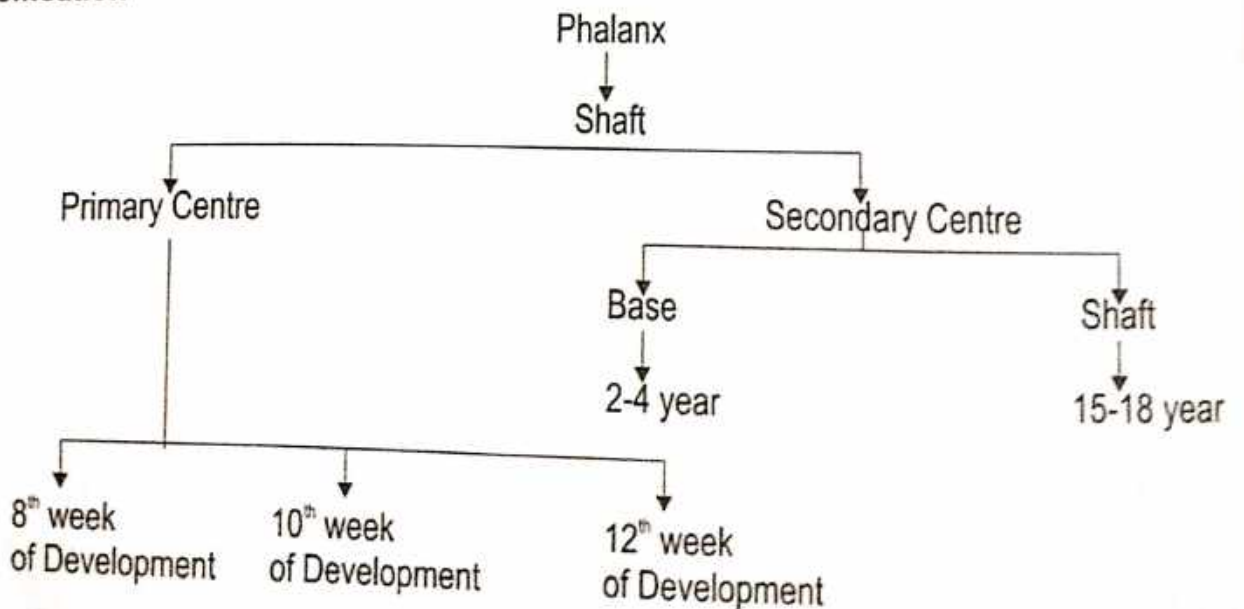 Phalanx
Shaft
Primary Centre
Secondary Centre
Base
Shaft
2-4 year
15-18 year
8th week
of Development
10th week
of Development
12th week
of Development